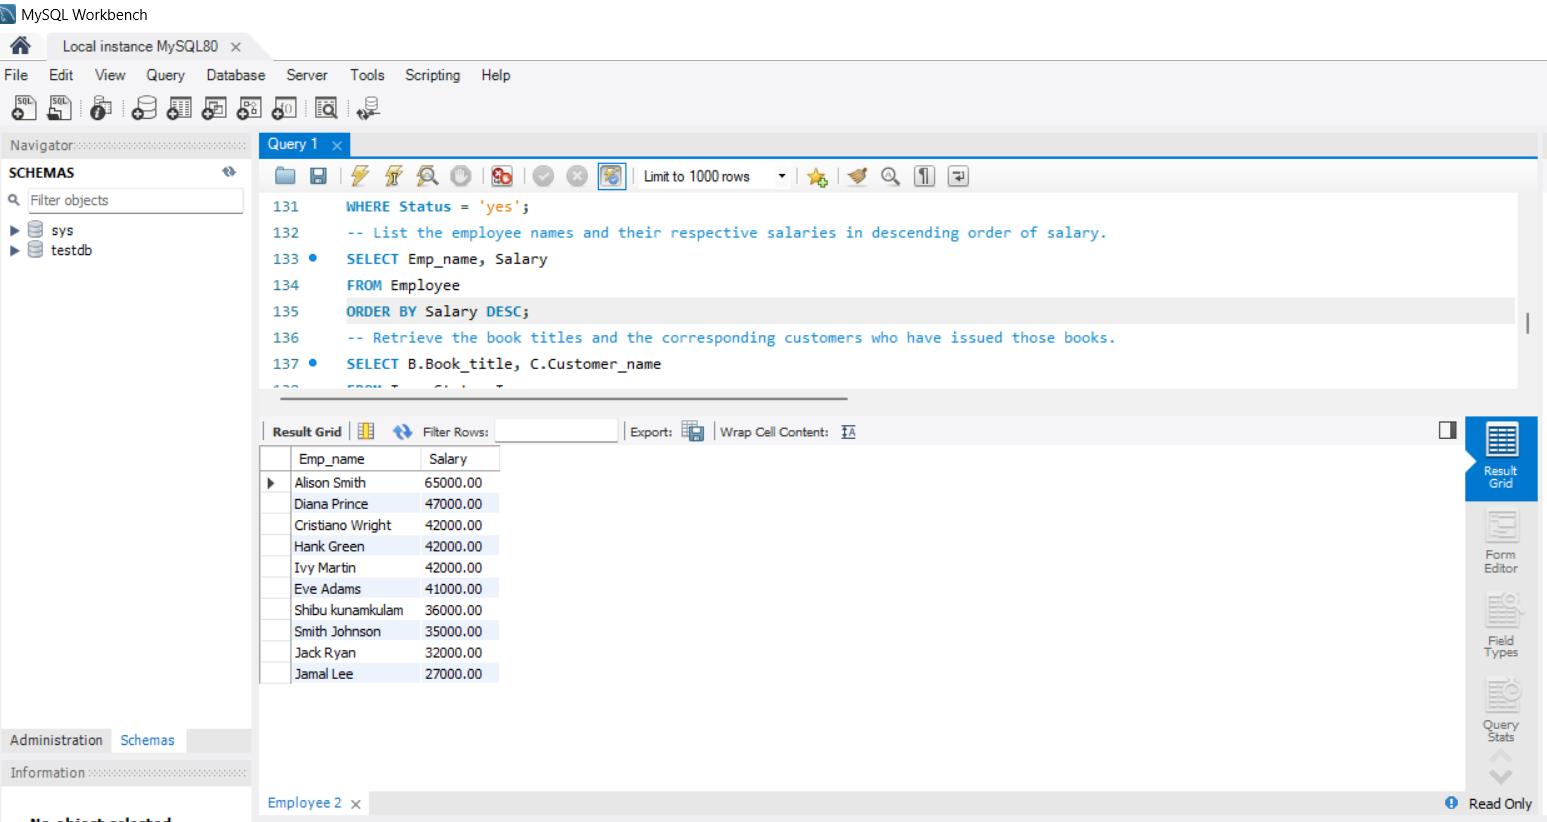 MySQL Workbench
Local instance MySQL80
File Edit View Query Database Server Tools Scripting Help
Navigator
SCHEMAS
Filter objects
sys
testdb
Administration Schemas
Information
No object selected
Query 1
Limit to 1000 rows
131 WHERE Status = 'yes';
132 -- List the employee names and their respective salaries in descending order of salary.
133 SELECT Emp_name, Salary
134 FROM Employee
135 ORDER BY Salary DESC;
136 -- Retrieve the book titles and the corresponding customers who have issued those books.
137 SELECT B.Book_title, C.Customer_name
138 FROM
Result Grid Filter Rows: Export: Wrap Cell Content:
Emp_name Salary
Alison Smith 65000.00
Diana Prince 47000.00
Cristiano Wright 42000.00
Hank Green 42000.00
Ivy Martin 42000.00
Eve Adams 41000.00
Shibu kunamkulam 36000.00
Smith Johnson 35000.00
Jack Ryan 32000.00
Jamal Lee 27000.00
Result
Grid
Form
Editor
Field
Types
Query
Stats
Employee 2
Read Only